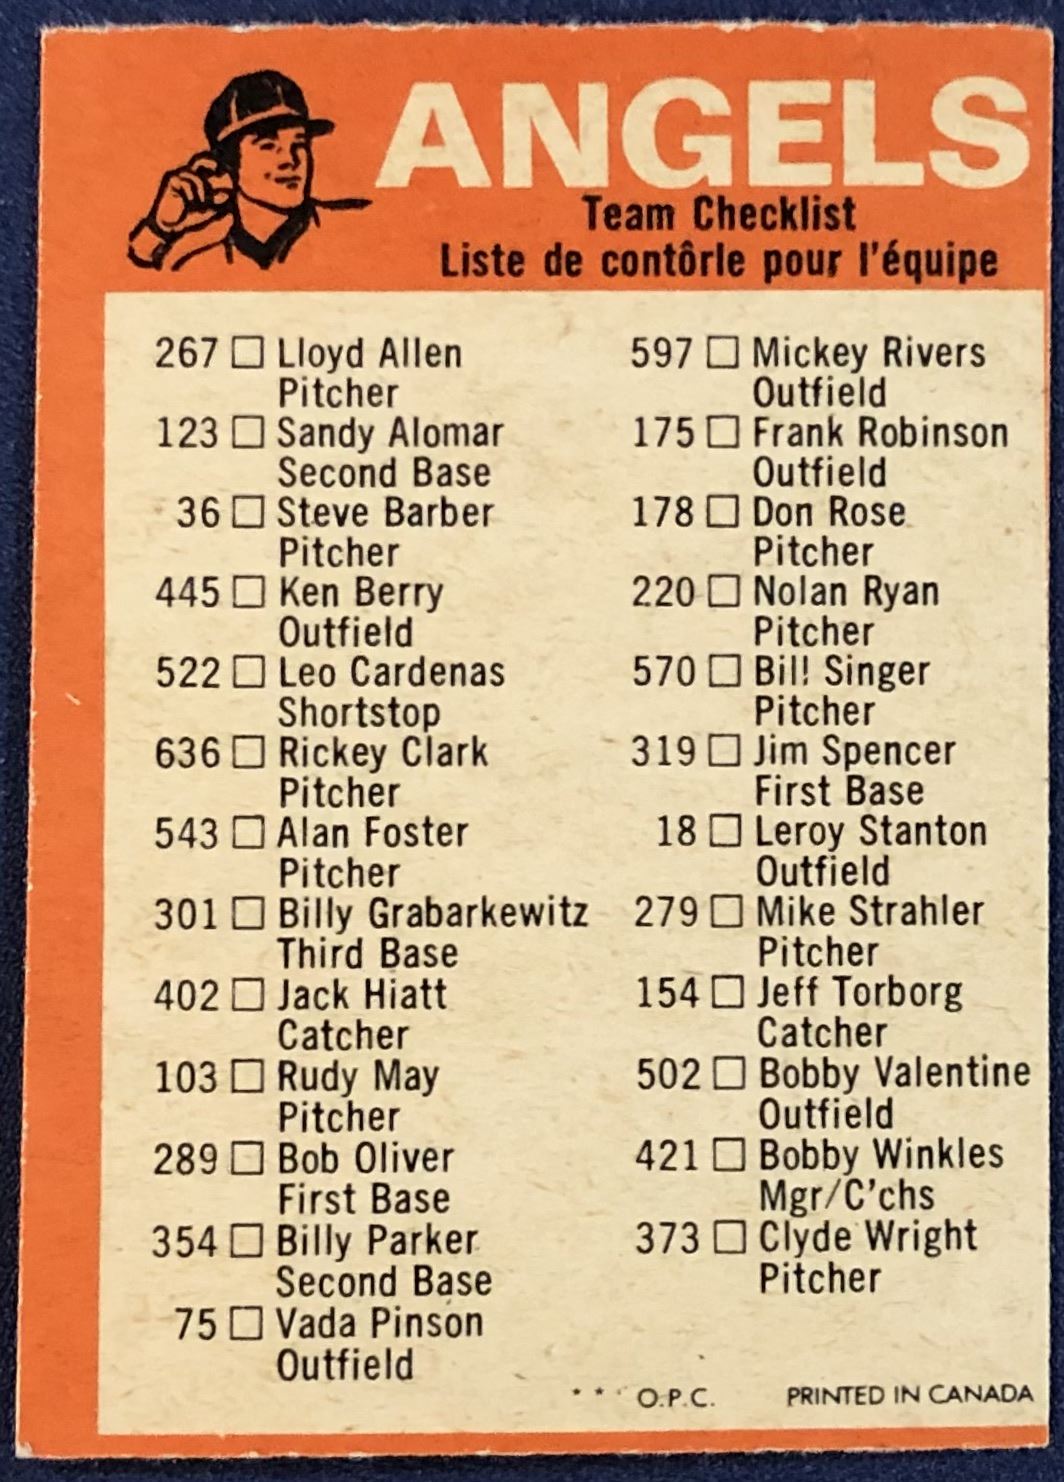 ANGELS
Team Checklist
Liste de contôrle pour l'équipe
267 □ Lloyd Allen
Pitcher
123 □ Sandy Alomar
Second Base
36 □ Steve Barber
Pitcher
445 □ Ken Berry
Outfield
522 □ Leo Cardenas
Shortstop
636 □ Rickey Clark
Pitcher
543 □ Alan Foster
Pitcher
301 □ Billy Grabarkewitz
Third Base
402 □ Jack Hiatt
Catcher
103 □ Rudy May
Pitcher
289 □ Bob Oliver
First Base
354 □ Billy Parker
Second Base
75 □ Vada Pinson
Outfield
597 □ Mickey Rivers
Outfield
175 □ Frank Robinson
Outfield
178 □ Don Rose
Pitcher
220 □ Nolan Ryan
Pitcher
570 □ Bill Singer
Pitcher
319 □ Jim Spencer
First Base
18 □ Leroy Stanton
Outfield
279 □ Mike Strahler
Pitcher
154 □ Jeff Torborg
Catcher
502 □ Bobby Valentine
Outfield
421 □ Bobby Winkles
Mgr/C'chs
373 □ Clyde Wright
Pitcher
* * * O.P.C. PRINTED IN CANADA